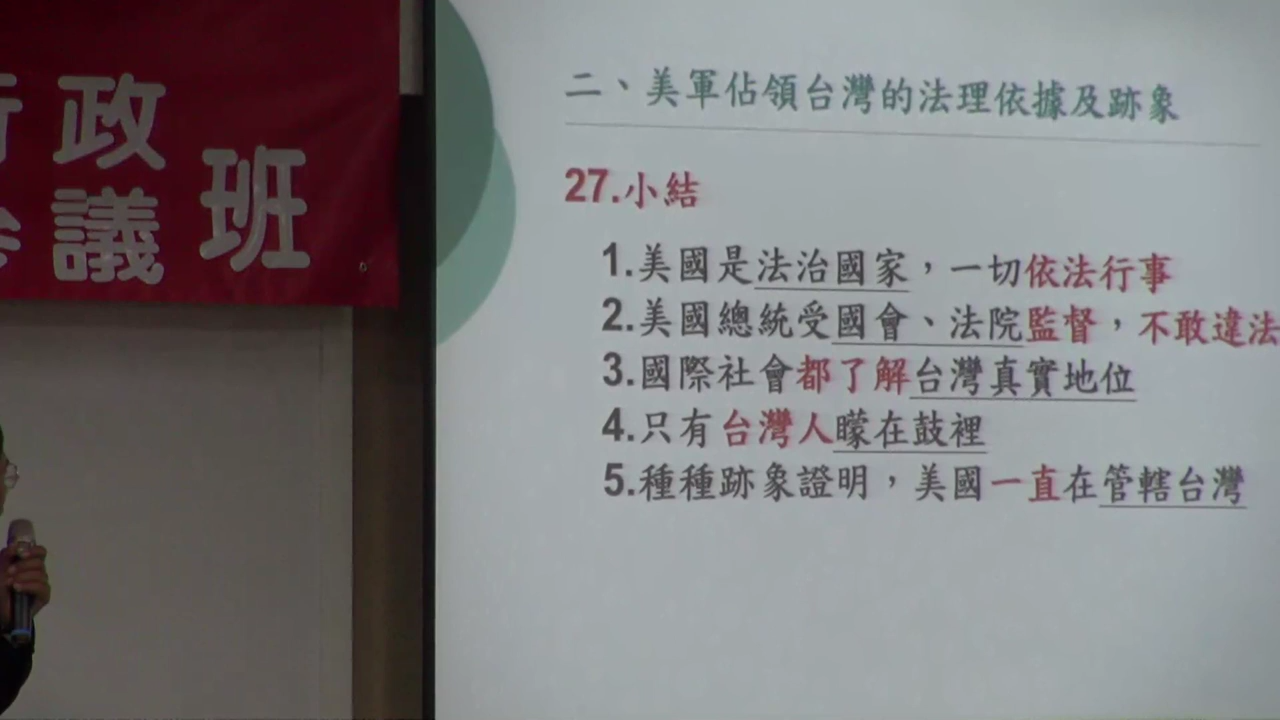 政
議
班
二、美軍佔領台灣的法理依據及跡象
27.小結
1.美國是法治國家，一切依法行事
2.美國總統受國會、法院監督，不敢違法
3.國際社會都了解台灣真實地位
4.只有台灣人矇在鼓裡
5.種種跡象證明，美國一直在管轄台灣